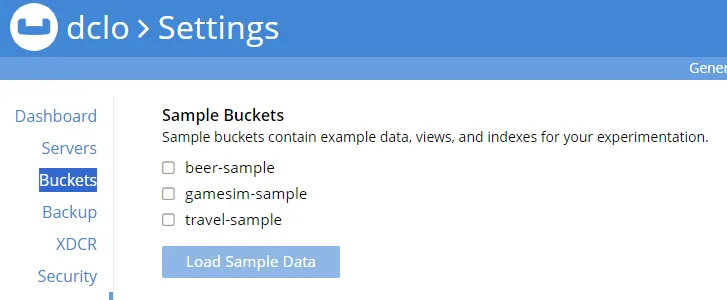 dclo > Settings
Gener
Dashboard
Servers
Buckets
Backup
XDCR
Security
Sample Buckets
Sample buckets contain example data, views, and indexes for your experimentation.
beer-sample
gamesim-sample
travel-sample
Load Sample Data